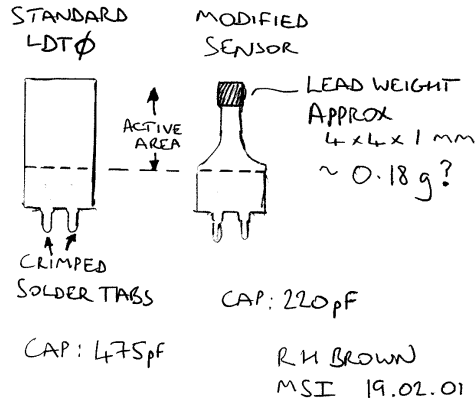 STANDARD
LDTØ
MODIFIED
SENSOR
LEAD WEIGHT
APPROX
4 x 4 x 1 mm
~ 0.18 g?
ACTIVE
AREA
CRIMPED
SOLDER TABS
CAP: 475pF
CAP: 220pF
R H BROWN
MSI 19.02.01